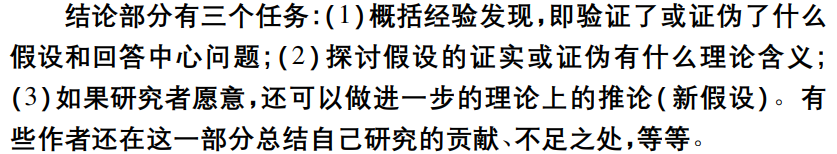 结论部分有三个任务:(1)概括经验发现,即验证了或证伪了什么
假设和回答中心问题;(2)探讨假设的证实或证伪有什么理论含义;
(3)如果研究者愿意,还可以做进一步的理论上的推论(新假设)。有
些作者还在这一部分总结自己研究的贡献、不足之处,等等。